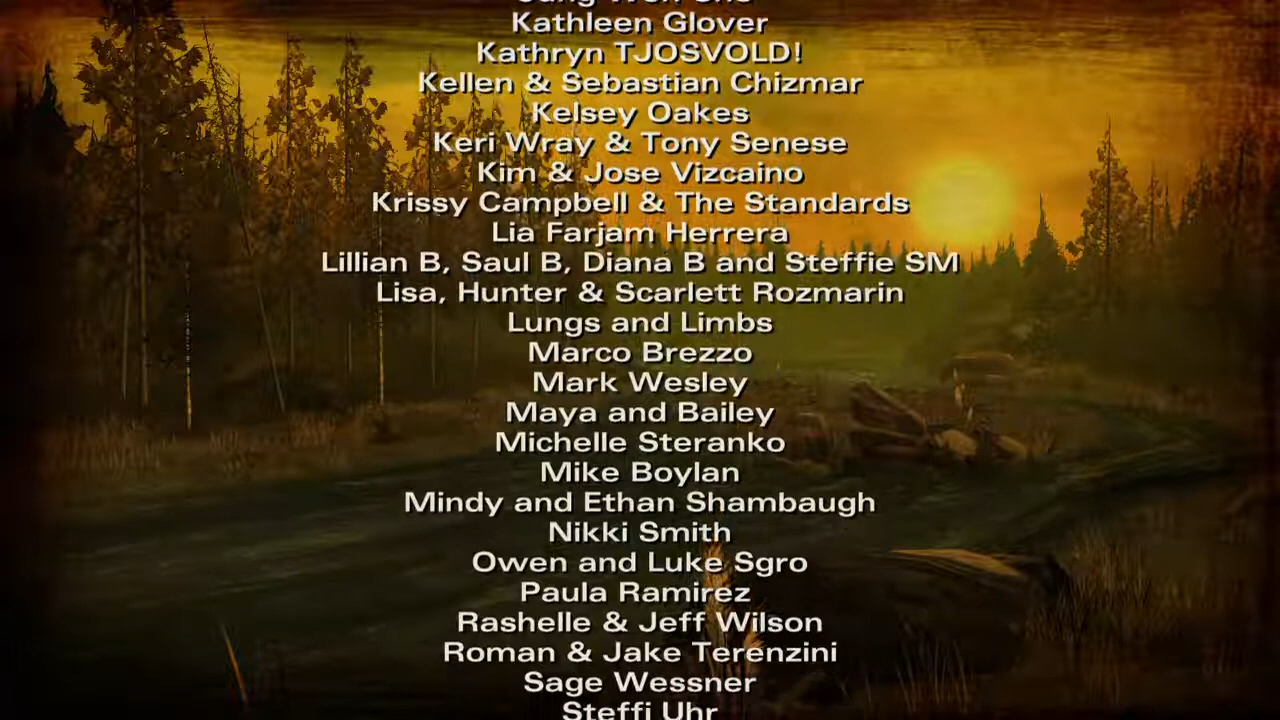 Kathleen Glover
Kathryn TJOSVOLD!
Kellen & Sebastian Chizmar
Kelsey Oakes
Keri Wray & Tony Senese
Kim & Jose Vizcaino
Krissy Campbell & The Standards
Lia Farjam Herrera
Lillian B, Saul B, Diana B and Steffie SM
Lisa, Hunter & Scarlett Rozmarin
Lungs and Limbs
Marco Brezzo
Mark Wesley
Maya and Bailey
Michelle Steranko
Mike Boylan
Mindy and Ethan Shambaugh
Nikki Smith
Owen and Luke Sgro
Paula Ramirez
Rashelle & Jeff Wilson
Roman & Jake Terenzini
Sage Wessner
Steffi Uhr